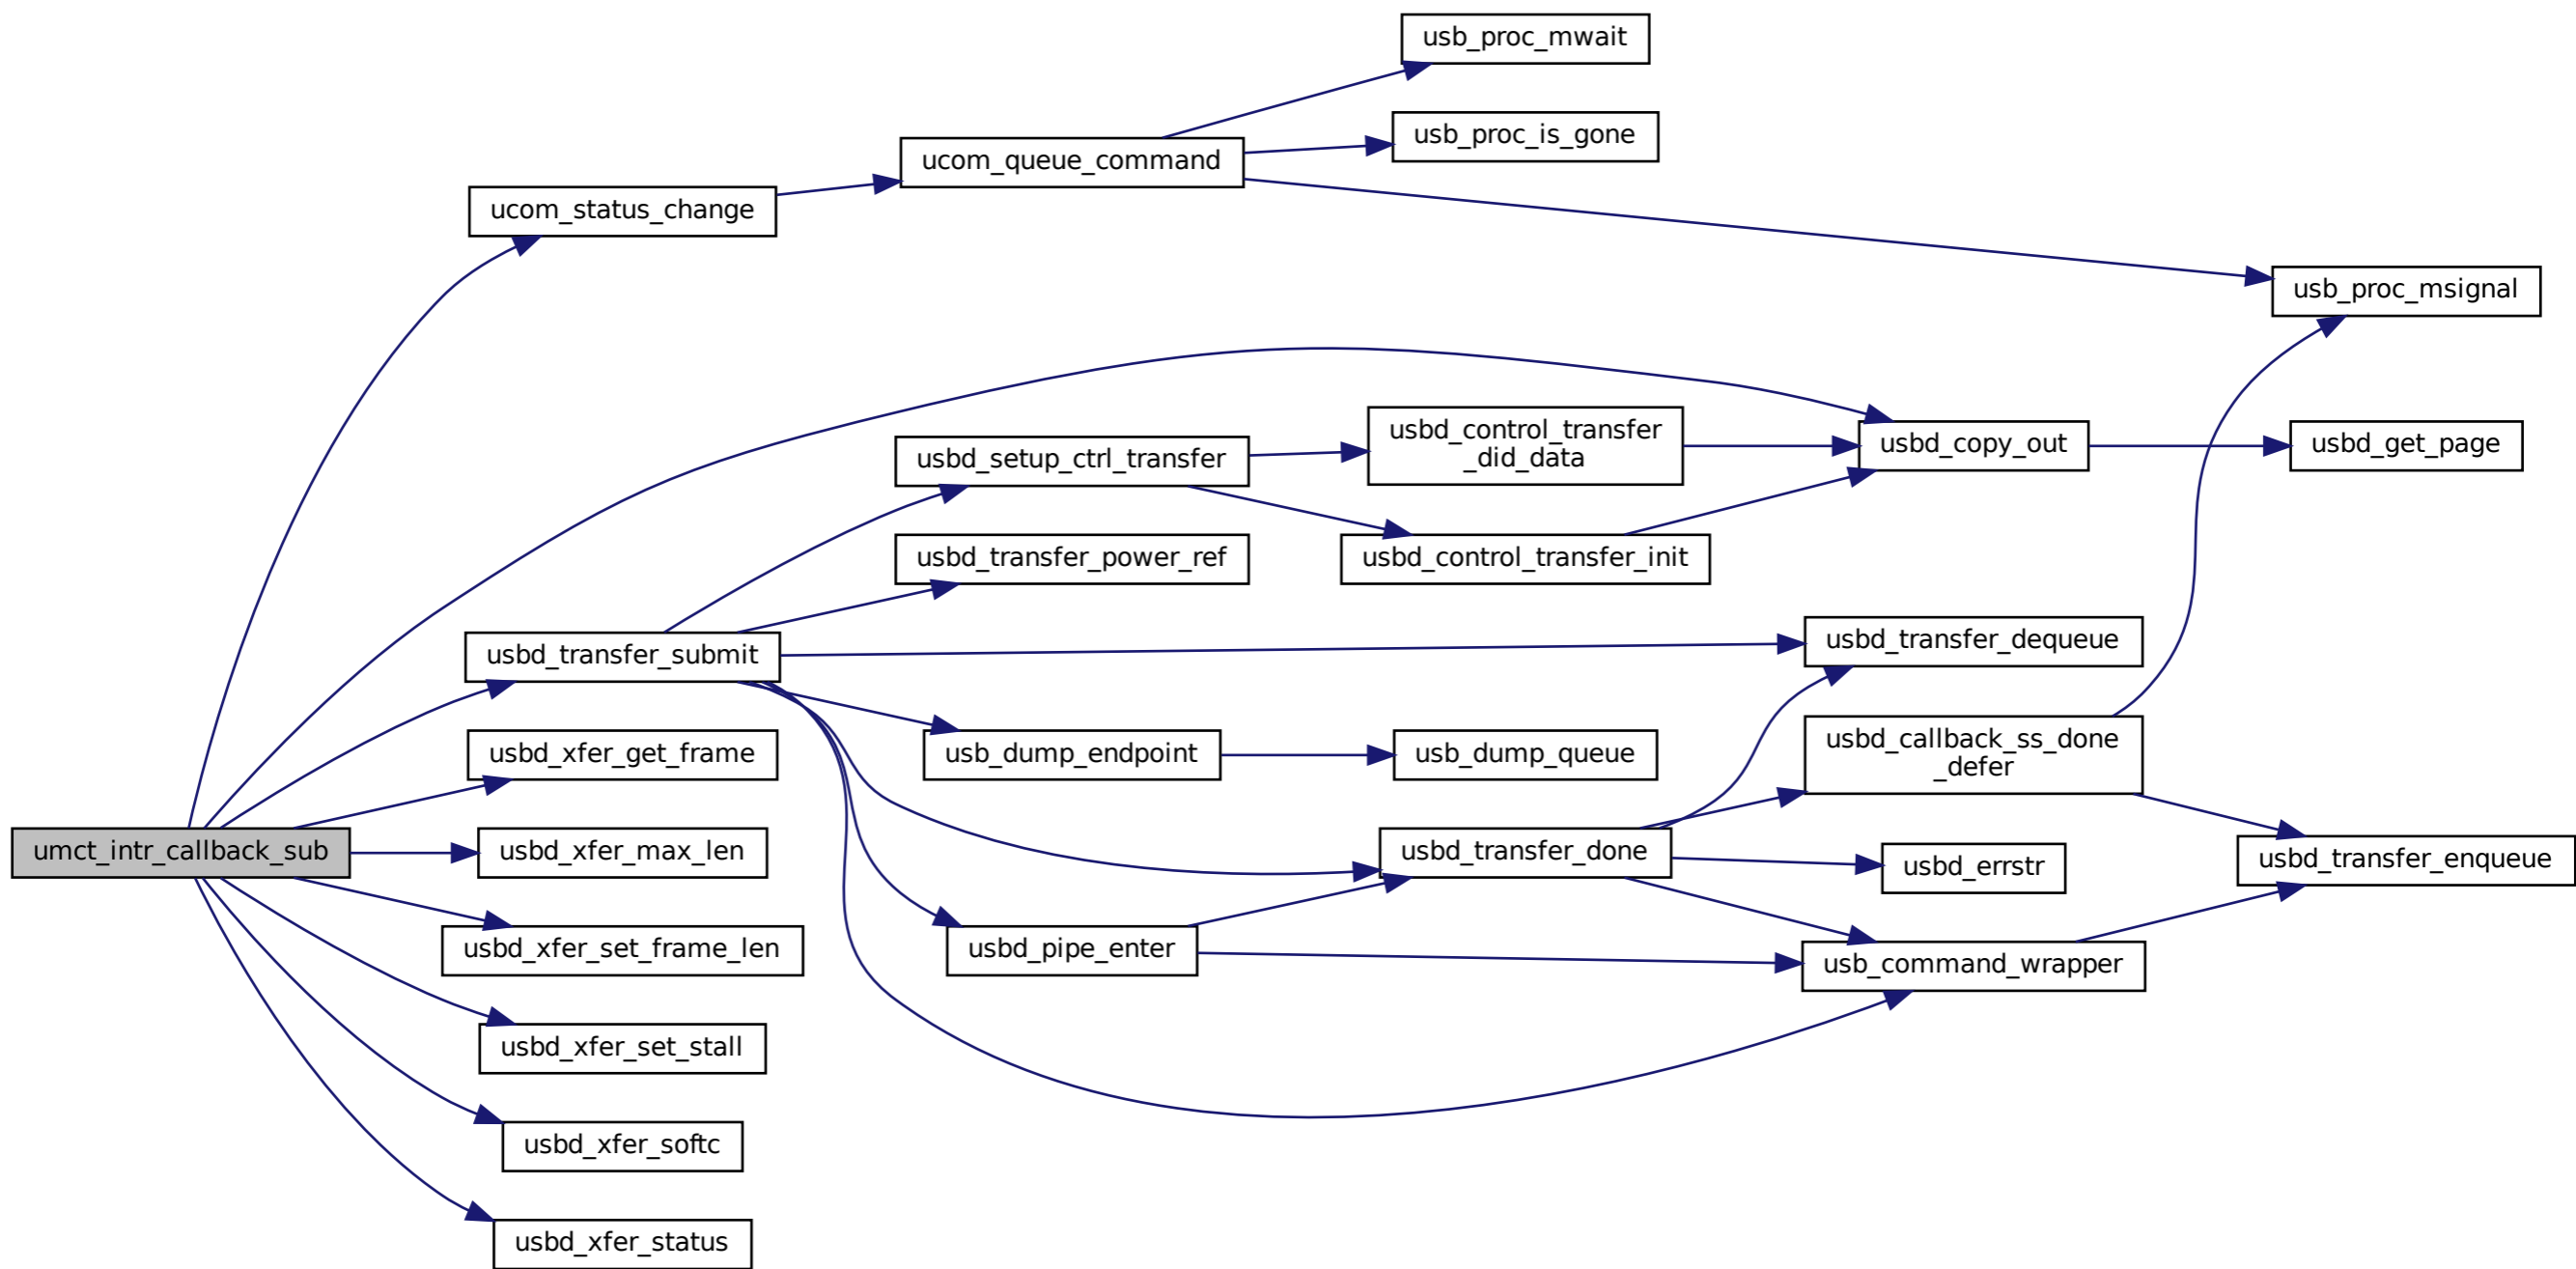 usb_proc_mwait
usb_proc_is_gone
ucom_queue_command
ucom_status_change
usb_proc_msignal
usbd_control_transfer
_did_data
usbd_copy_out
usbd_get_page
usbd_setup_ctrl_transfer
usbd_transfer_power_ref
usbd_control_transfer_init
usbd_transfer_submit
usbd_transfer_dequeue
usbd_xfer_get_frame
usb_dump_endpoint
usb_dump_queue
usbd_callback_ss_done
_defer
umct_intr_callback_sub
usbd_xfer_max_len
usbd_transfer_done
usbd_errstr
usbd_transfer_enqueue
usbd_xfer_set_frame_len
usbd_pipe_enter
usb_command_wrapper
usbd_xfer_set_stall
usbd_xfer_softc
usbd_xfer_status